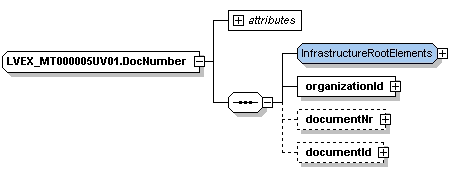 attributes
InfrastructureRootElements
LVEX_MT000005UV01.DocNumber
organizationId
documentNr
documentId